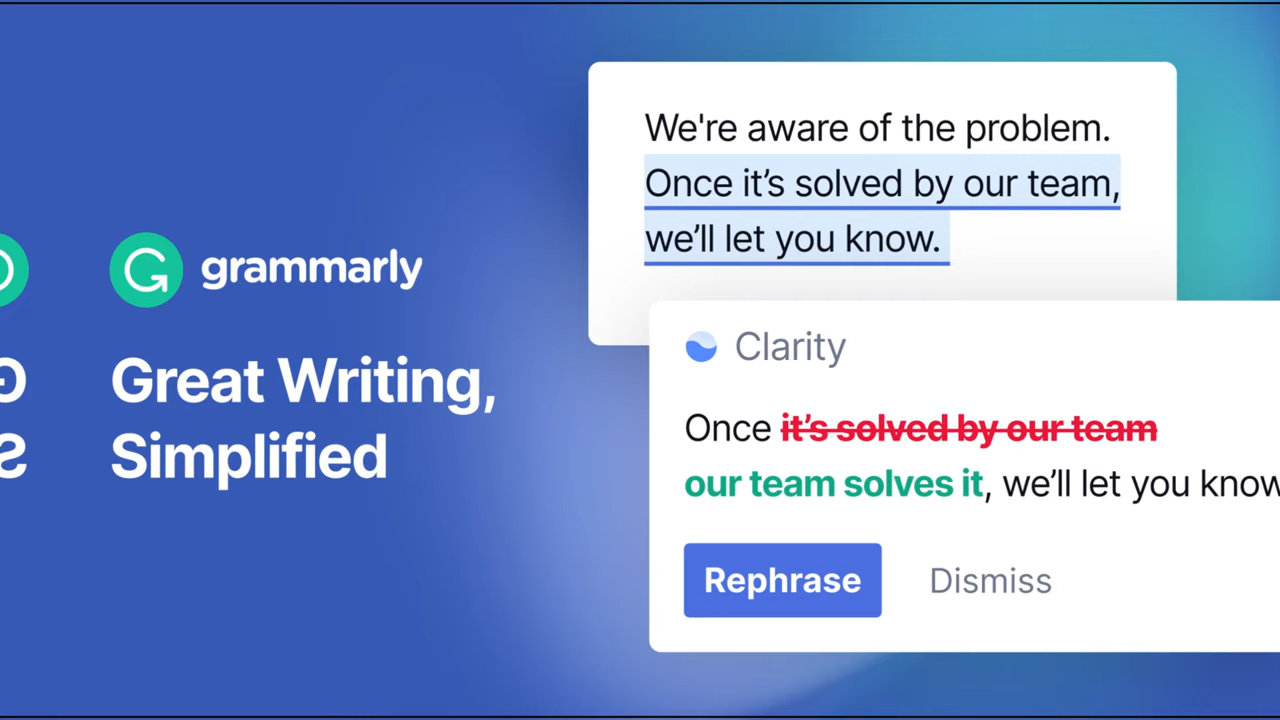 We're aware of the problem.
Once it’s solved by our team,
we’ll let you know.
grammarly
Great Writing,
Simplified
Clarity
Once it’s solved by our team
our team solves it, we’ll let you know
Rephrase
Dismiss